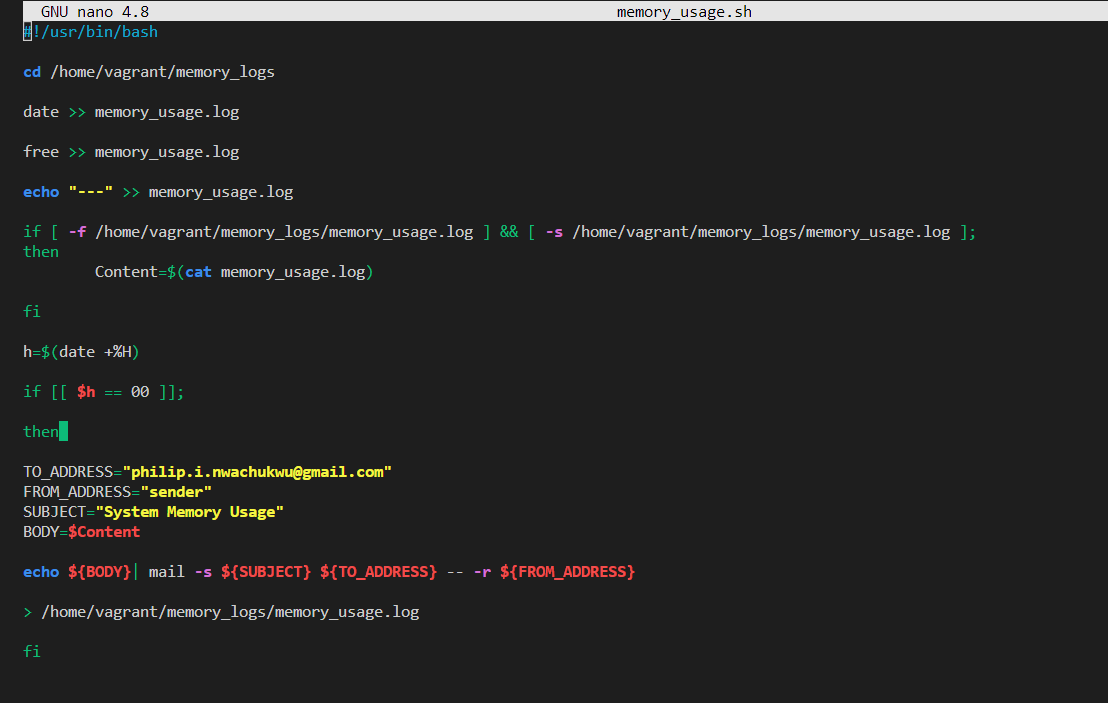 GNU nano 4.8 memory_usage.sh
#!/usr/bin/bash
cd /home/vagrant/memory_logs
date >> memory_usage.log
free >> memory_usage.log
echo "---" >> memory_usage.log
if [ -f /home/vagrant/memory_logs/memory_usage.log ] && [ -s /home/vagrant/memory_logs/memory_usage.log ];
then
Content=$(cat memory_usage.log)
fi
h=$(date +%H)
if [[ $h == 00 ]];
then
TO_ADDRESS="philip.i.nwachukwu@gmail.com"
FROM_ADDRESS="sender"
SUBJECT="System Memory Usage"
BODY=$Content
echo ${BODY}| mail -s ${SUBJECT} ${TO_ADDRESS} -- -r ${FROM_ADDRESS}
> /home/vagrant/memory_logs/memory_usage.log
fi